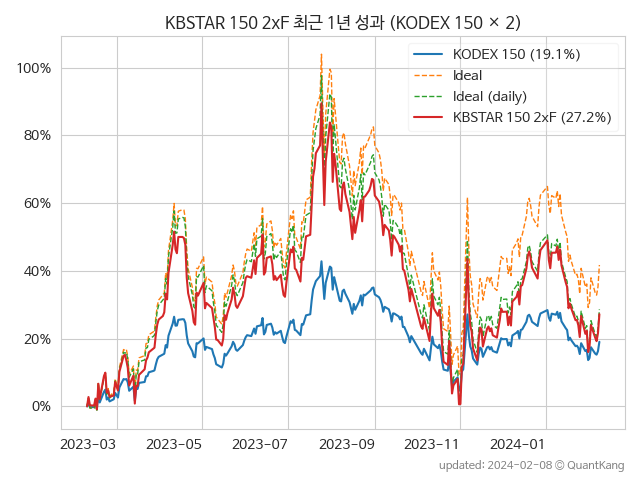 KBSTAR 150 2xF 최근 1년 성과 (KODEX 150 × 2)
KODEX 150 (19.1%)
Ideal
Ideal (daily)
KBSTAR 150 2xF (27.2%)
100%
80%
60%
40%
20%
0%
2023-03 2023-05 2023-07 2023-09 2023-11 2024-01
updated: 2024-02-08 © QuantKang